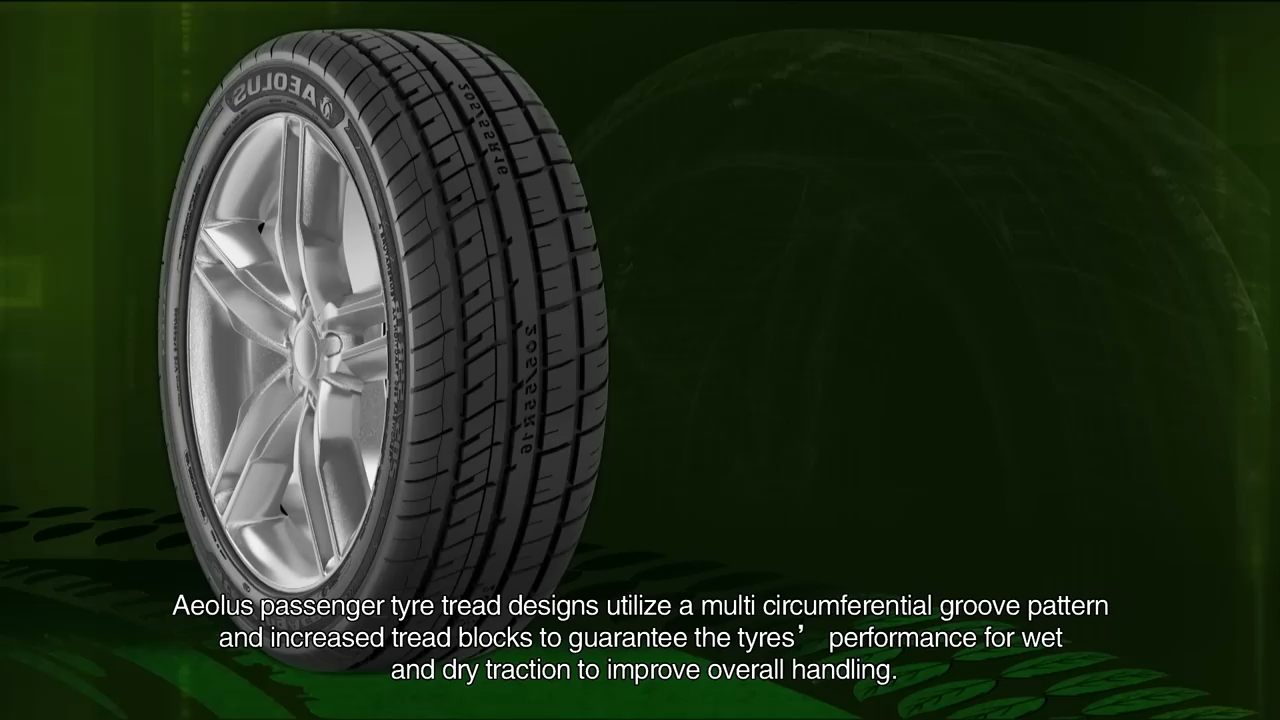 AEOLUS
205/55R16
205/55R16
Aeolus passenger tyre tread designs utilize a multi circumferential groove pattern
and increased tread blocks to guarantee the tyres’ performance for wet
and dry traction to improve overall handling.